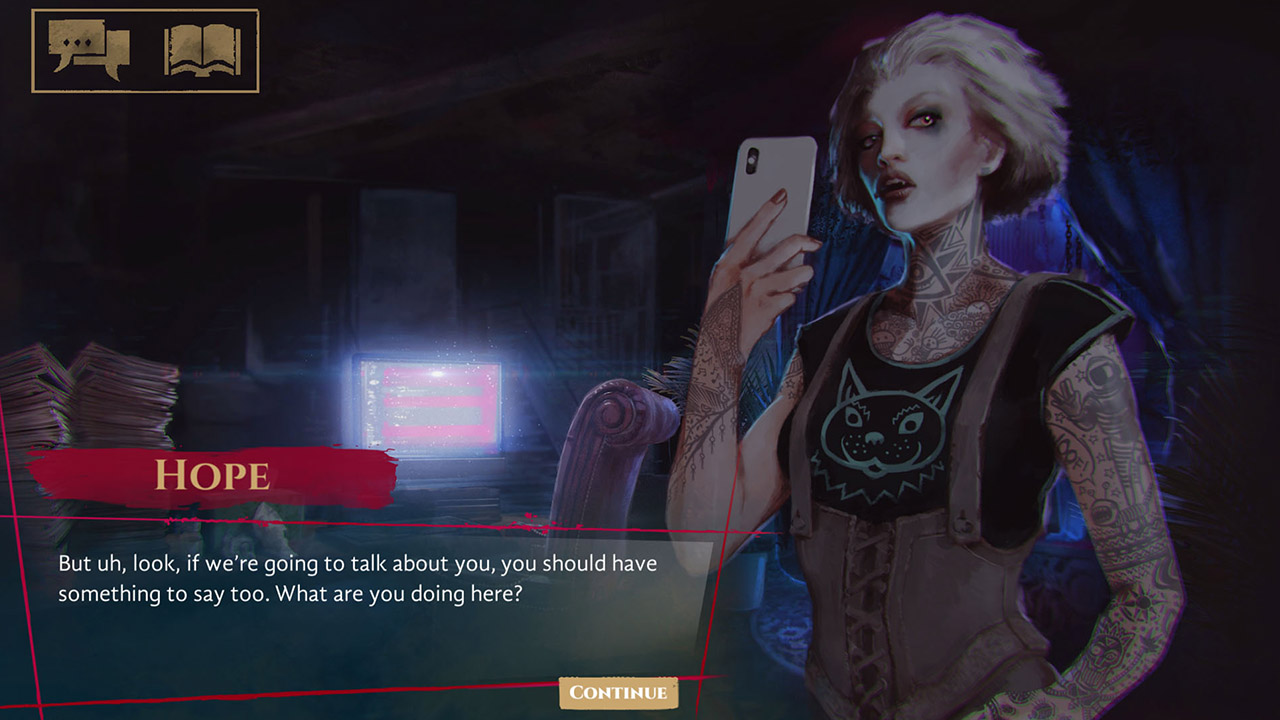 Hope
But uh, look, if we’re going to talk about you, you should have
something to say too. What are you doing here?
Continue